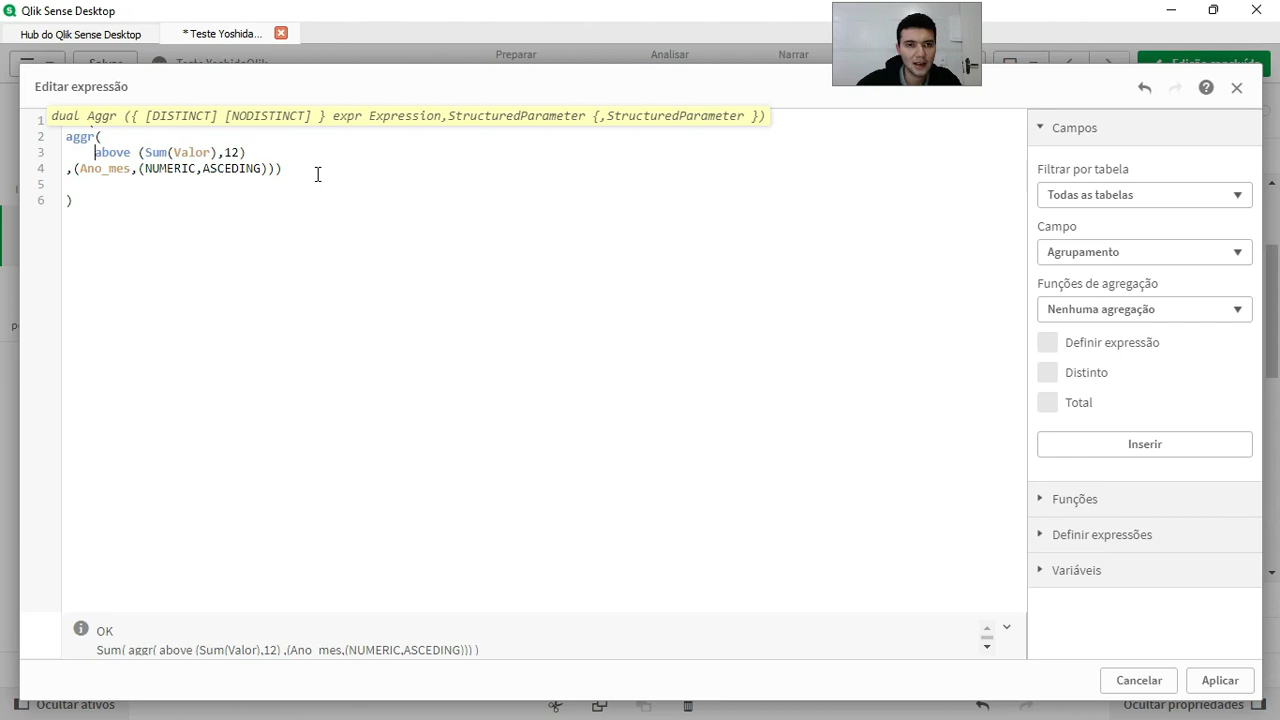 Qlik Sense Desktop
Hub do Qlik Sense Desktop
* Teste Yoshida...
Preparar
Analisar
Narrar
Editar expressão
dual Aggr ({ [DISTINCT] [NODISTINCT] } expr Expression,StructuredParameter {,StructuredParameter })
1
2 aggr(
3 above (Sum(Valor),12)
4 ,(Ano_mes,(NUMERIC,ASCEDING)))
5
6 )
Campos
Filtrar por tabela
Todas as tabelas
Campo
Agrupamento
Funções de agregação
Nenhuma agregação
Definir expressão
Distinto
Total
Inserir
Funções
Definir expressões
Variáveis
OK
Sum( aggr( above (Sum(Valor),12) ,(Ano_mes,(NUMERIC,ASCEDING))) )
Cancelar
Aplicar
Ocultar ativos
Ocultar propriedades